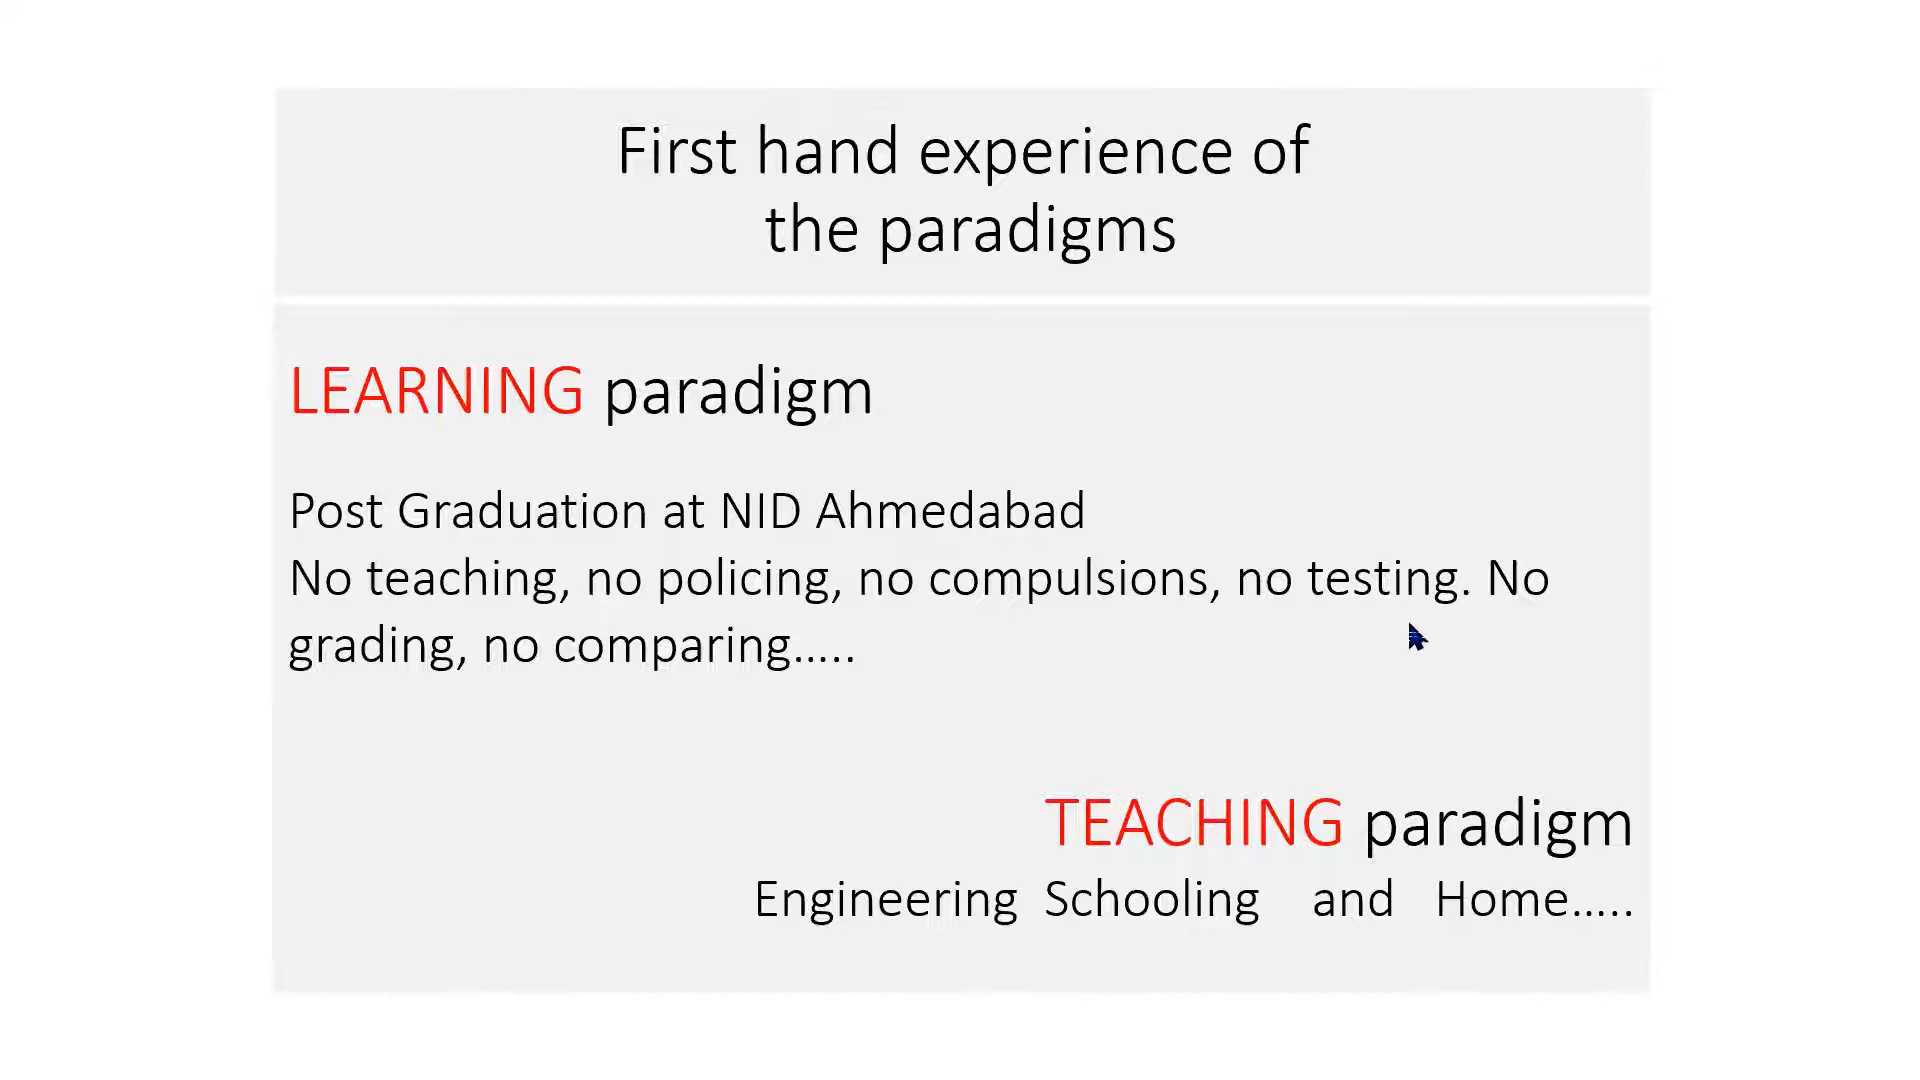 First hand experience of
the paradigms
LEARNING paradigm
Post Graduation at NID Ahmedabad
No teaching, no policing, no compulsions, no testing. No
grading, no comparing.....
TEACHING paradigm
Engineering Schooling and Home.....